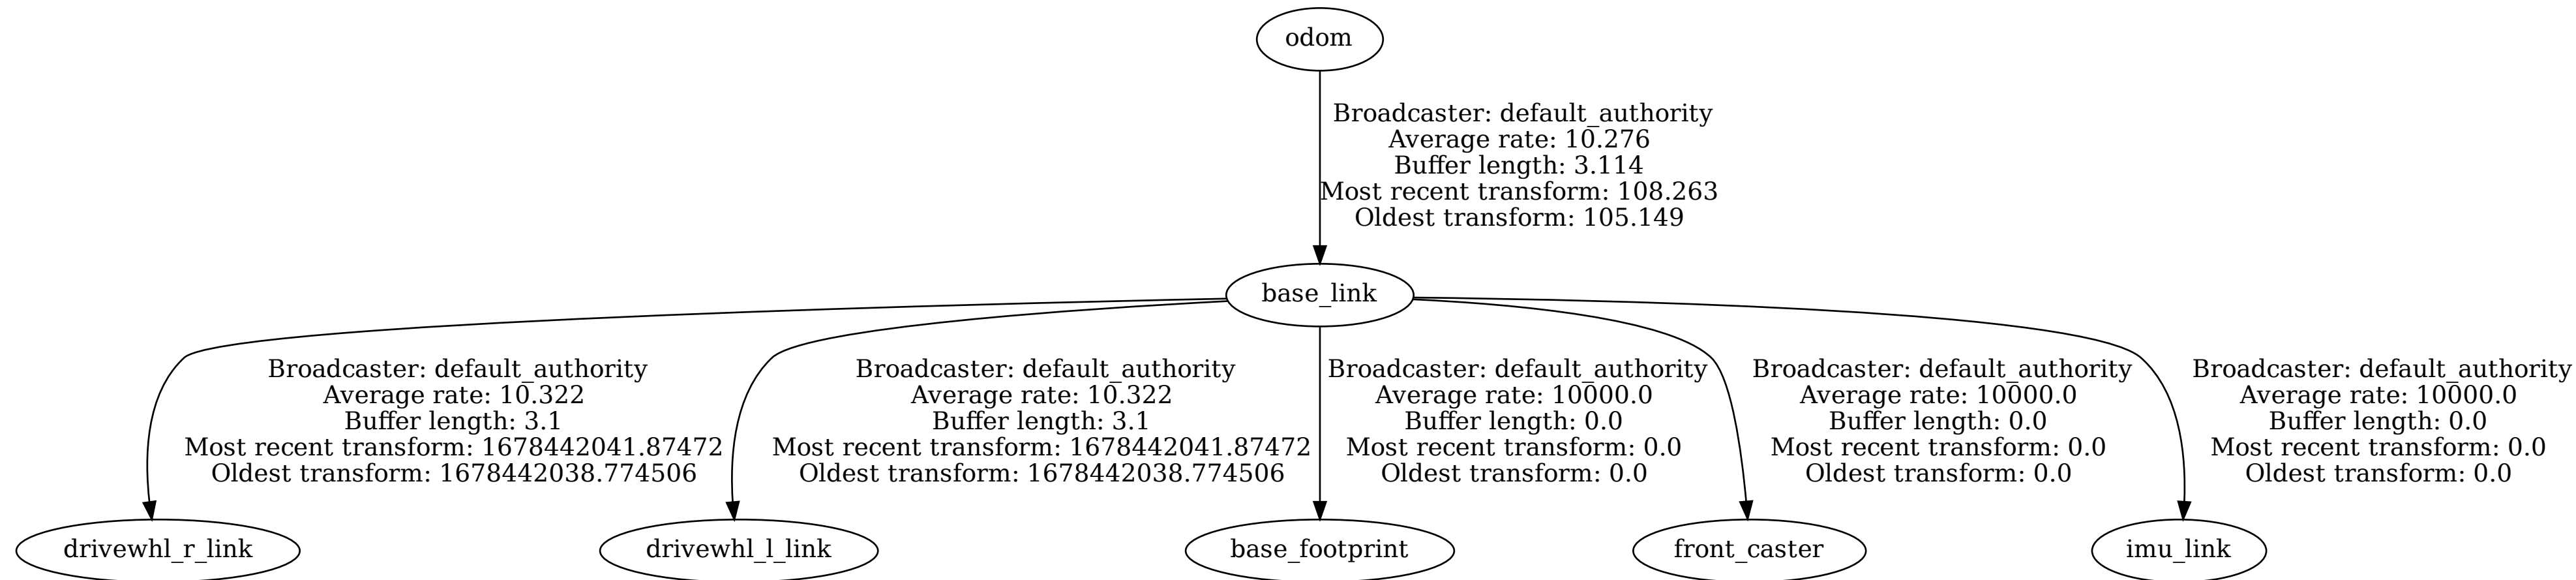 odom
Broadcaster: default_authority
Average rate: 10.276
Buffer length: 3.114
Most recent transform: 108.263
Oldest transform: 105.149
base_link
Broadcaster: default_authority
Average rate: 10.322
Buffer length: 3.1
Most recent transform: 1678442041.87472
Oldest transform: 1678442038.774506
Broadcaster: default_authority
Average rate: 10.322
Buffer length: 3.1
Most recent transform: 1678442041.87472
Oldest transform: 1678442038.774506
Broadcaster: default_authority
Average rate: 10000.0
Buffer length: 0.0
Most recent transform: 0.0
Oldest transform: 0.0
Broadcaster: default_authority
Average rate: 10000.0
Buffer length: 0.0
Most recent transform: 0.0
Oldest transform: 0.0
Broadcaster: default_authority
Average rate: 10000.0
Buffer length: 0.0
Most recent transform: 0.0
Oldest transform: 0.0
drivewhl_r_link
drivewhl_l_link
base_footprint
front_caster
imu_link